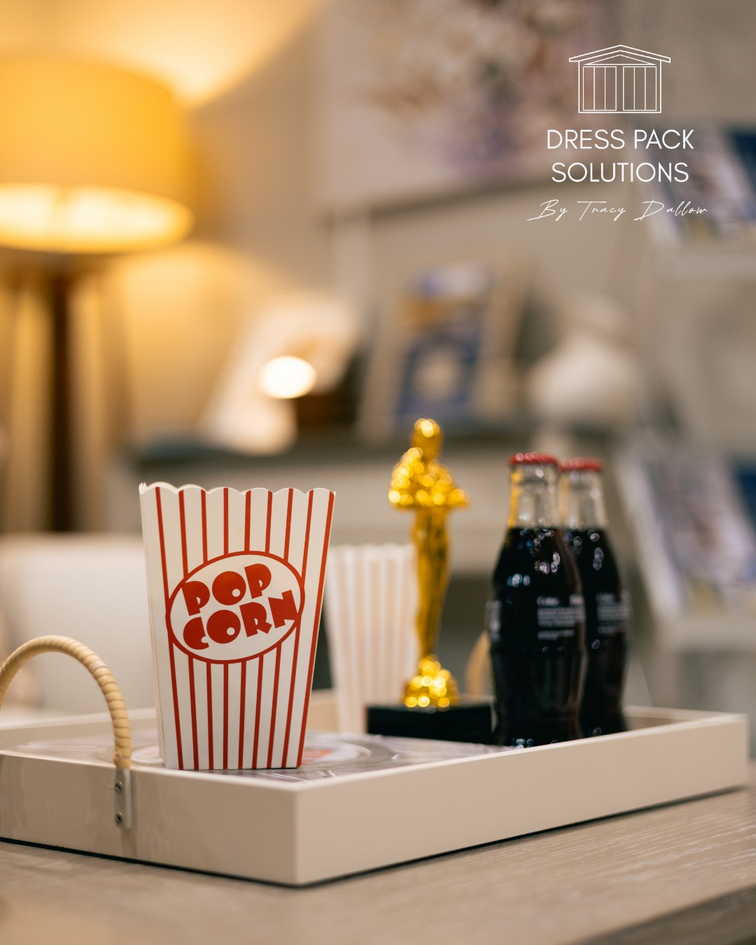 DRESS PACK
SOLUTIONS
By Tracy Dallow
POP
CORN